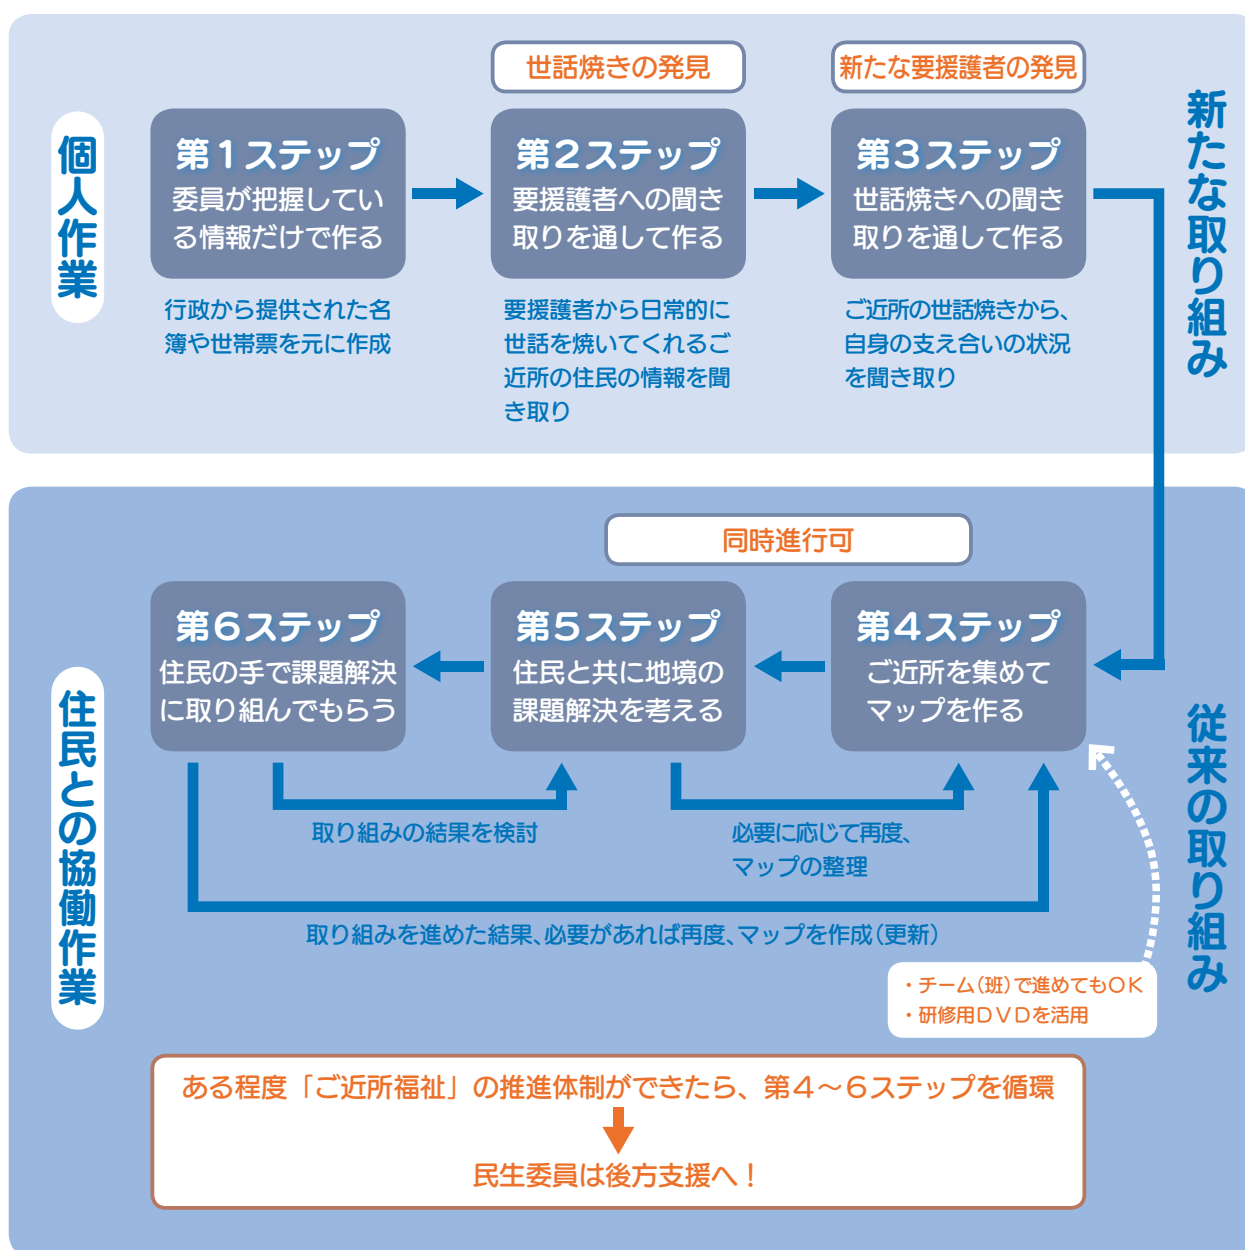 新たな取り組み
個人作業
世話焼きの発見
新たな要援護者の発見
第1ステップ
委員が把握してい
る情報だけで作る
第2ステップ
要援護者への聞き
取りを通して作る
第3ステップ
世話焼きへの聞き
取りを通して作る
行政から提供された名
簿や世帯票を元に作成
要援護者から日常的に
世話を焼いてくれるご
近所の住民の情報を聞
き取り
ご近所の世話焼きから、
自身の支え合いの状況
を聞き取り
従来の取り組み
住民との協働作業
同時進行可
第4ステップ
ご近所を集めて
マップを作る
第5ステップ
住民と共に地境の
課題解決を考える
第6ステップ
住民の手で課題解決
に取り組んでもらう
取り組みの結果を検討
必要に応じて再度、
マップの整理
取り組みを進めた結果、必要があれば再度、マップを作成（更新）
・チーム（班）で進めてもOK
・研修用DVDを活用
ある程度「ご近所福祉」の推進体制ができたら、第4～6ステップを循環
民生委員は後方支援へ！